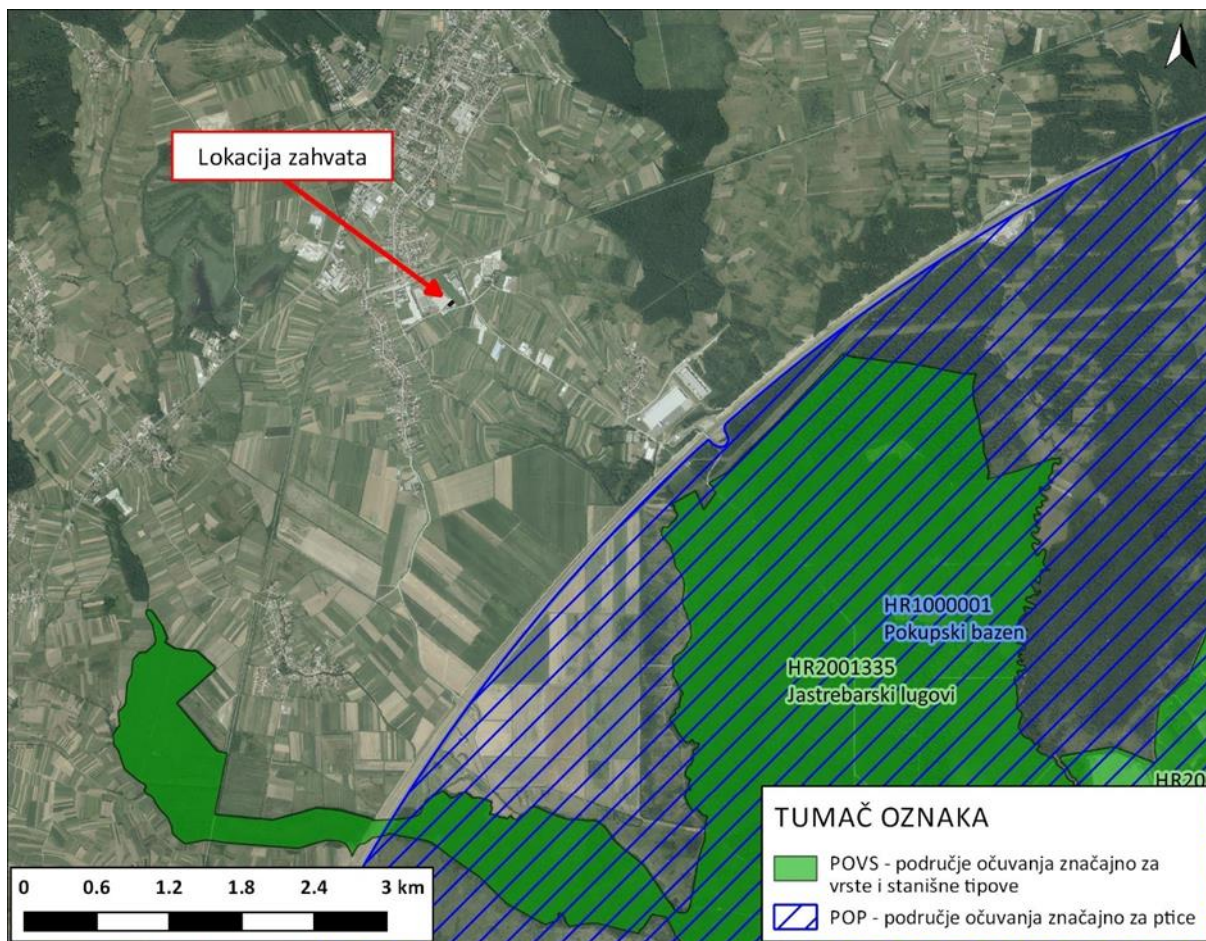 Lokacija zahvata
HR1000001
Pokupski bazen
HR2001335
Jastrebarski lugovi
HR20
TUMAČ OZNAKA
POVS - područje očuvanja značajno za
vrste i stanišne tipove
POP - područje očuvanja značajno za ptice
0 0.6 1.2 1.8 2.4 3 km